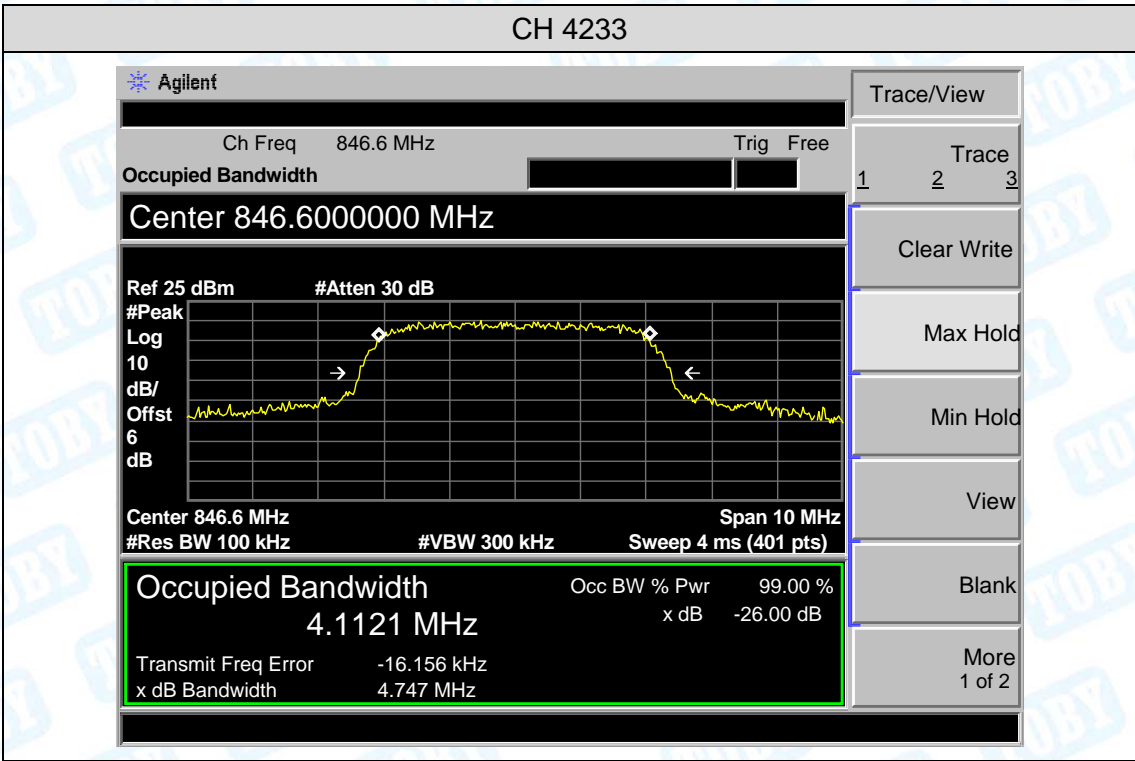 CH 4233
Agilent
Trace/View
Ch Freq 846.6 MHz Trig Free
Occupied Bandwidth
Trace
1 2 3
Center 846.6000000 MHz
Clear Write
Ref 25 dBm #Atten 30 dB
#Peak
Log
10
dB/
Offst
6
dB
Max Hold
Min Hold
View
Center 846.6 MHz Span 10 MHz
#Res BW 100 kHz #VBW 300 kHz Sweep 4 ms (401 pts)
Occupied Bandwidth Occ BW % Pwr 99.00 %
4.1121 MHz x dB -26.00 dB
Blank
Transmit Freq Error -16.156 kHz
x dB Bandwidth 4.747 MHz
More
1 of 2
TOBY